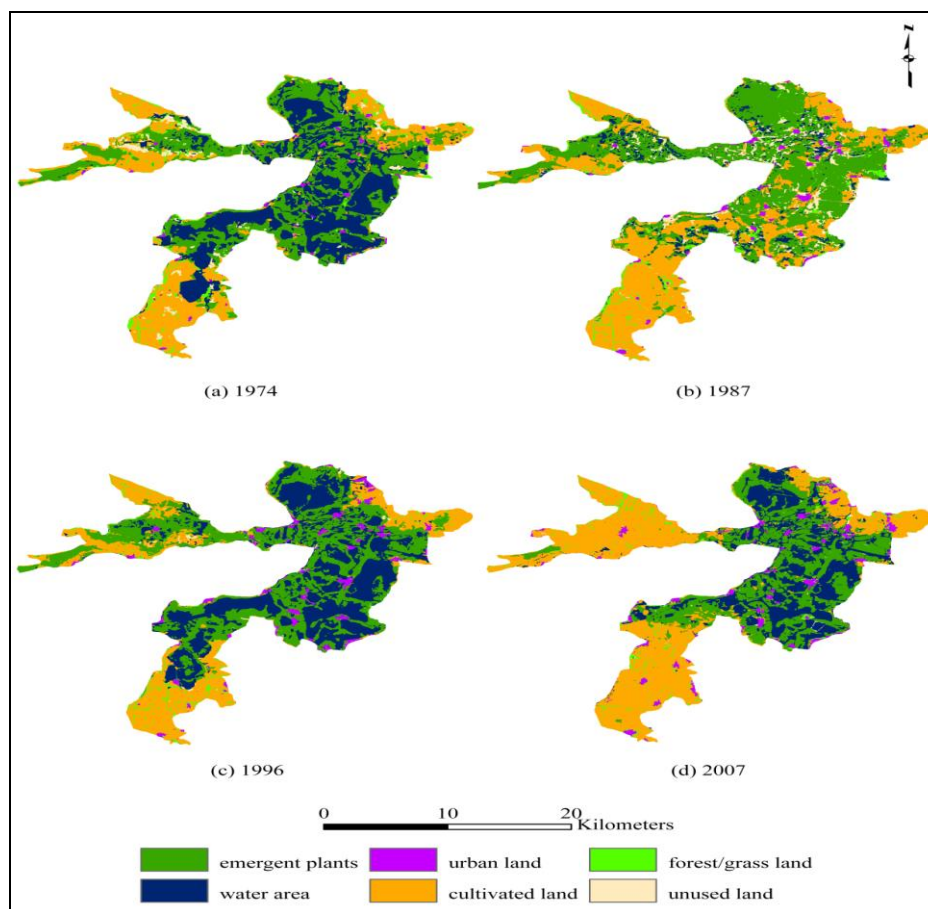 N
(a) 1974
(b) 1987
(c) 1996
(d) 2007
0 10 20
Kilometers
emergent plants urban land forest/grass land
water area cultivated land unused land